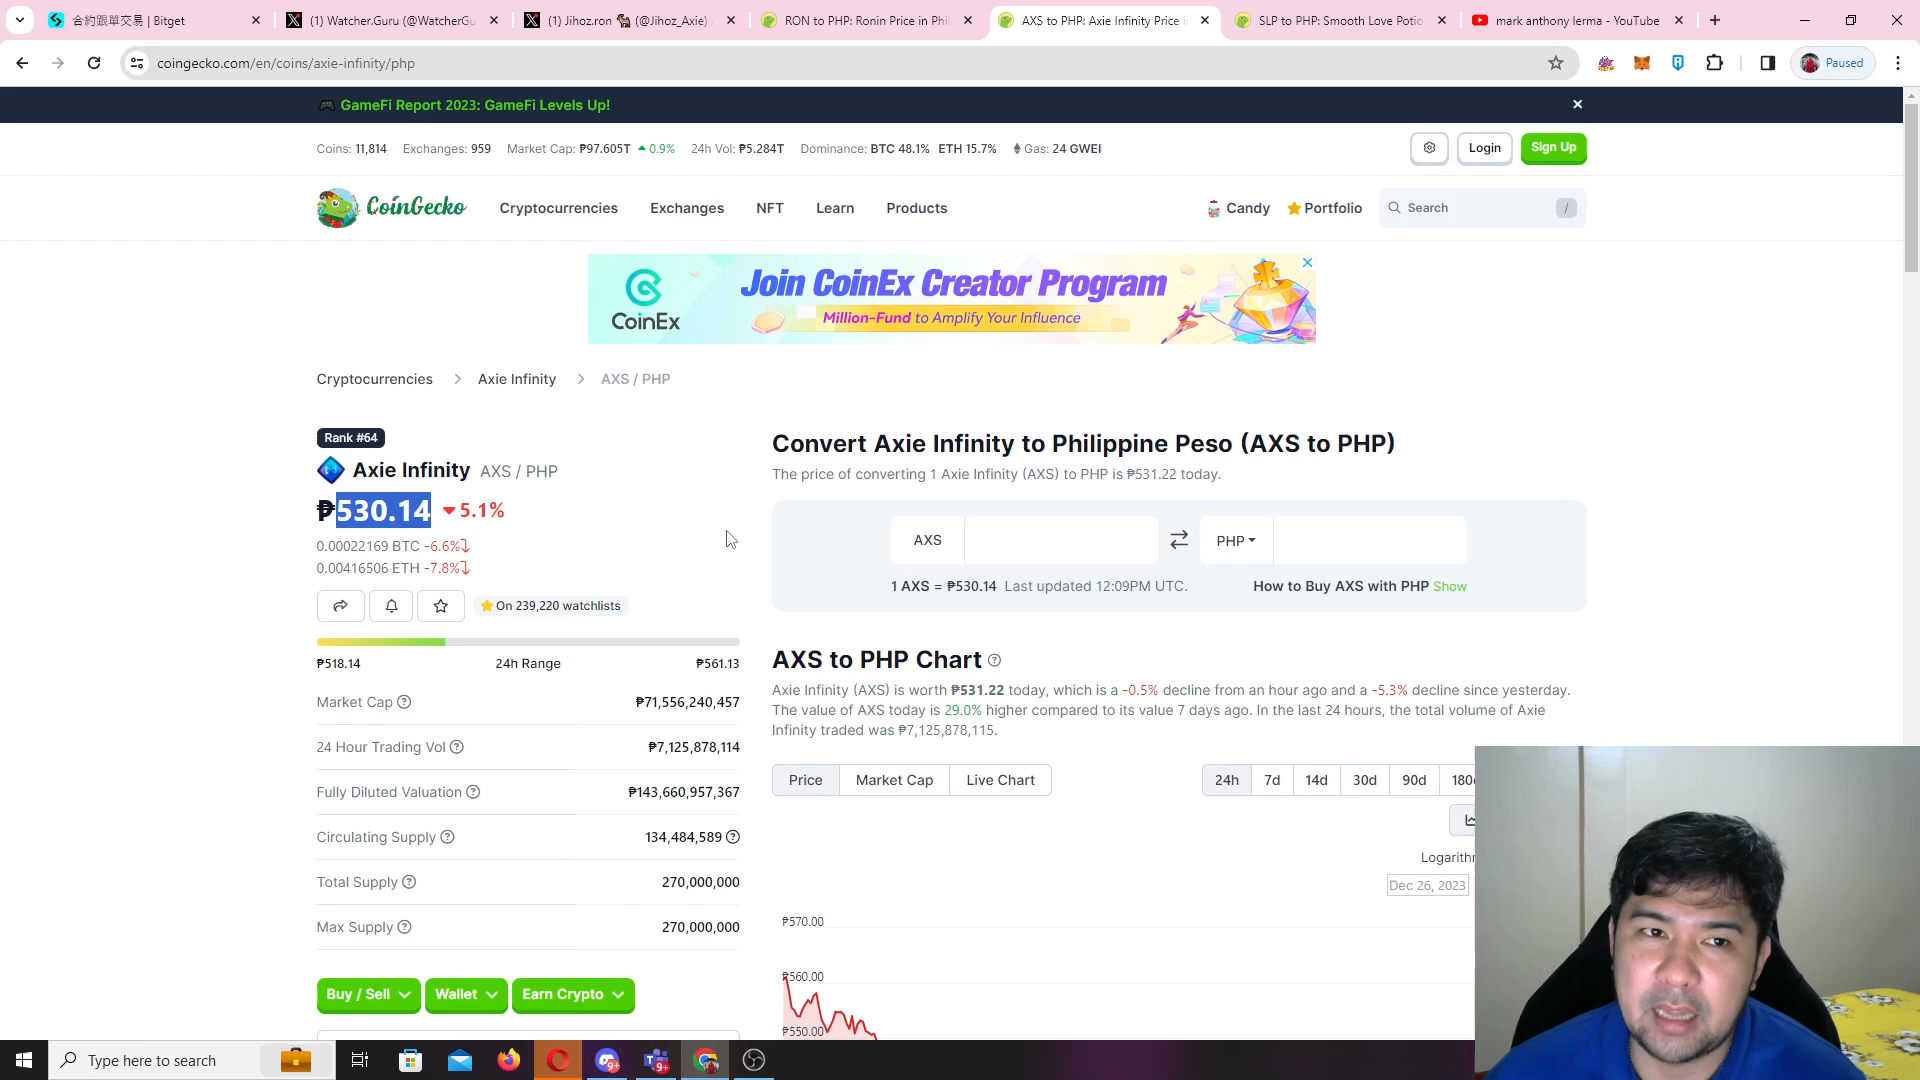 合約跟單交易 | Bitget
(1) Watcher.Guru (@WatcherGu
(1) Jihoz.ron 🐪 (@Jihoz_Axie)
RON to PHP: Ronin Price in Phi
AXS to PHP: Axie Infinity Price i
SLP to PHP: Smooth Love Potio
mark anthony lerma - YouTube
coingecko.com/en/coins/axie-infinity/php
Paused
🎮 GameFi Report 2023: GameFi Levels Up!
Coins: 11,814 Exchanges: 959 Market Cap: ₱97.605T 0.9% 24h Vol: ₱5.284T Dominance: BTC 48.1% ETH 15.7% Gas: 24 GWEI
Login
Sign Up
CoinGecko
Cryptocurrencies Exchanges NFT Learn Products
Candy Portfolio
Search /
CoinEx
Join CoinEx Creator Program
Million-Fund to Amplify Your Influence
Cryptocurrencies > Axie Infinity > AXS / PHP
Rank #64
Axie Infinity AXS / PHP
₱530.14 5.1%
0.00022169 BTC -6.6%
0.00416506 ETH -7.8%
On 239,220 watchlists
₱518.14 24h Range ₱561.13
Market Cap ₱71,556,240,457
24 Hour Trading Vol ₱7,125,878,114
Fully Diluted Valuation ₱143,660,957,367
Circulating Supply 134,484,589
Total Supply 270,000,000
Max Supply 270,000,000
Buy / Sell
Wallet
Earn Crypto
Convert Axie Infinity to Philippine Peso (AXS to PHP)
The price of converting 1 Axie Infinity (AXS) to PHP is ₱531.22 today.
AXS
PHP
1 AXS = ₱530.14 Last updated 12:09PM UTC.
How to Buy AXS with PHP Show
AXS to PHP Chart
Axie Infinity (AXS) is worth ₱531.22 today, which is a -0.5% decline from an hour ago and a -5.3% decline since yesterday.
The value of AXS today is 29.0% higher compared to its value 7 days ago. In the last 24 hours, the total volume of Axie
Infinity traded was ₱7,125,878,115.
Price Market Cap Live Chart
24h 7d 14d 30d 90d 180
Logarith
Dec 26, 2023
₱570.00
₱560.00
₱550.00
Type here to search
9+
9+